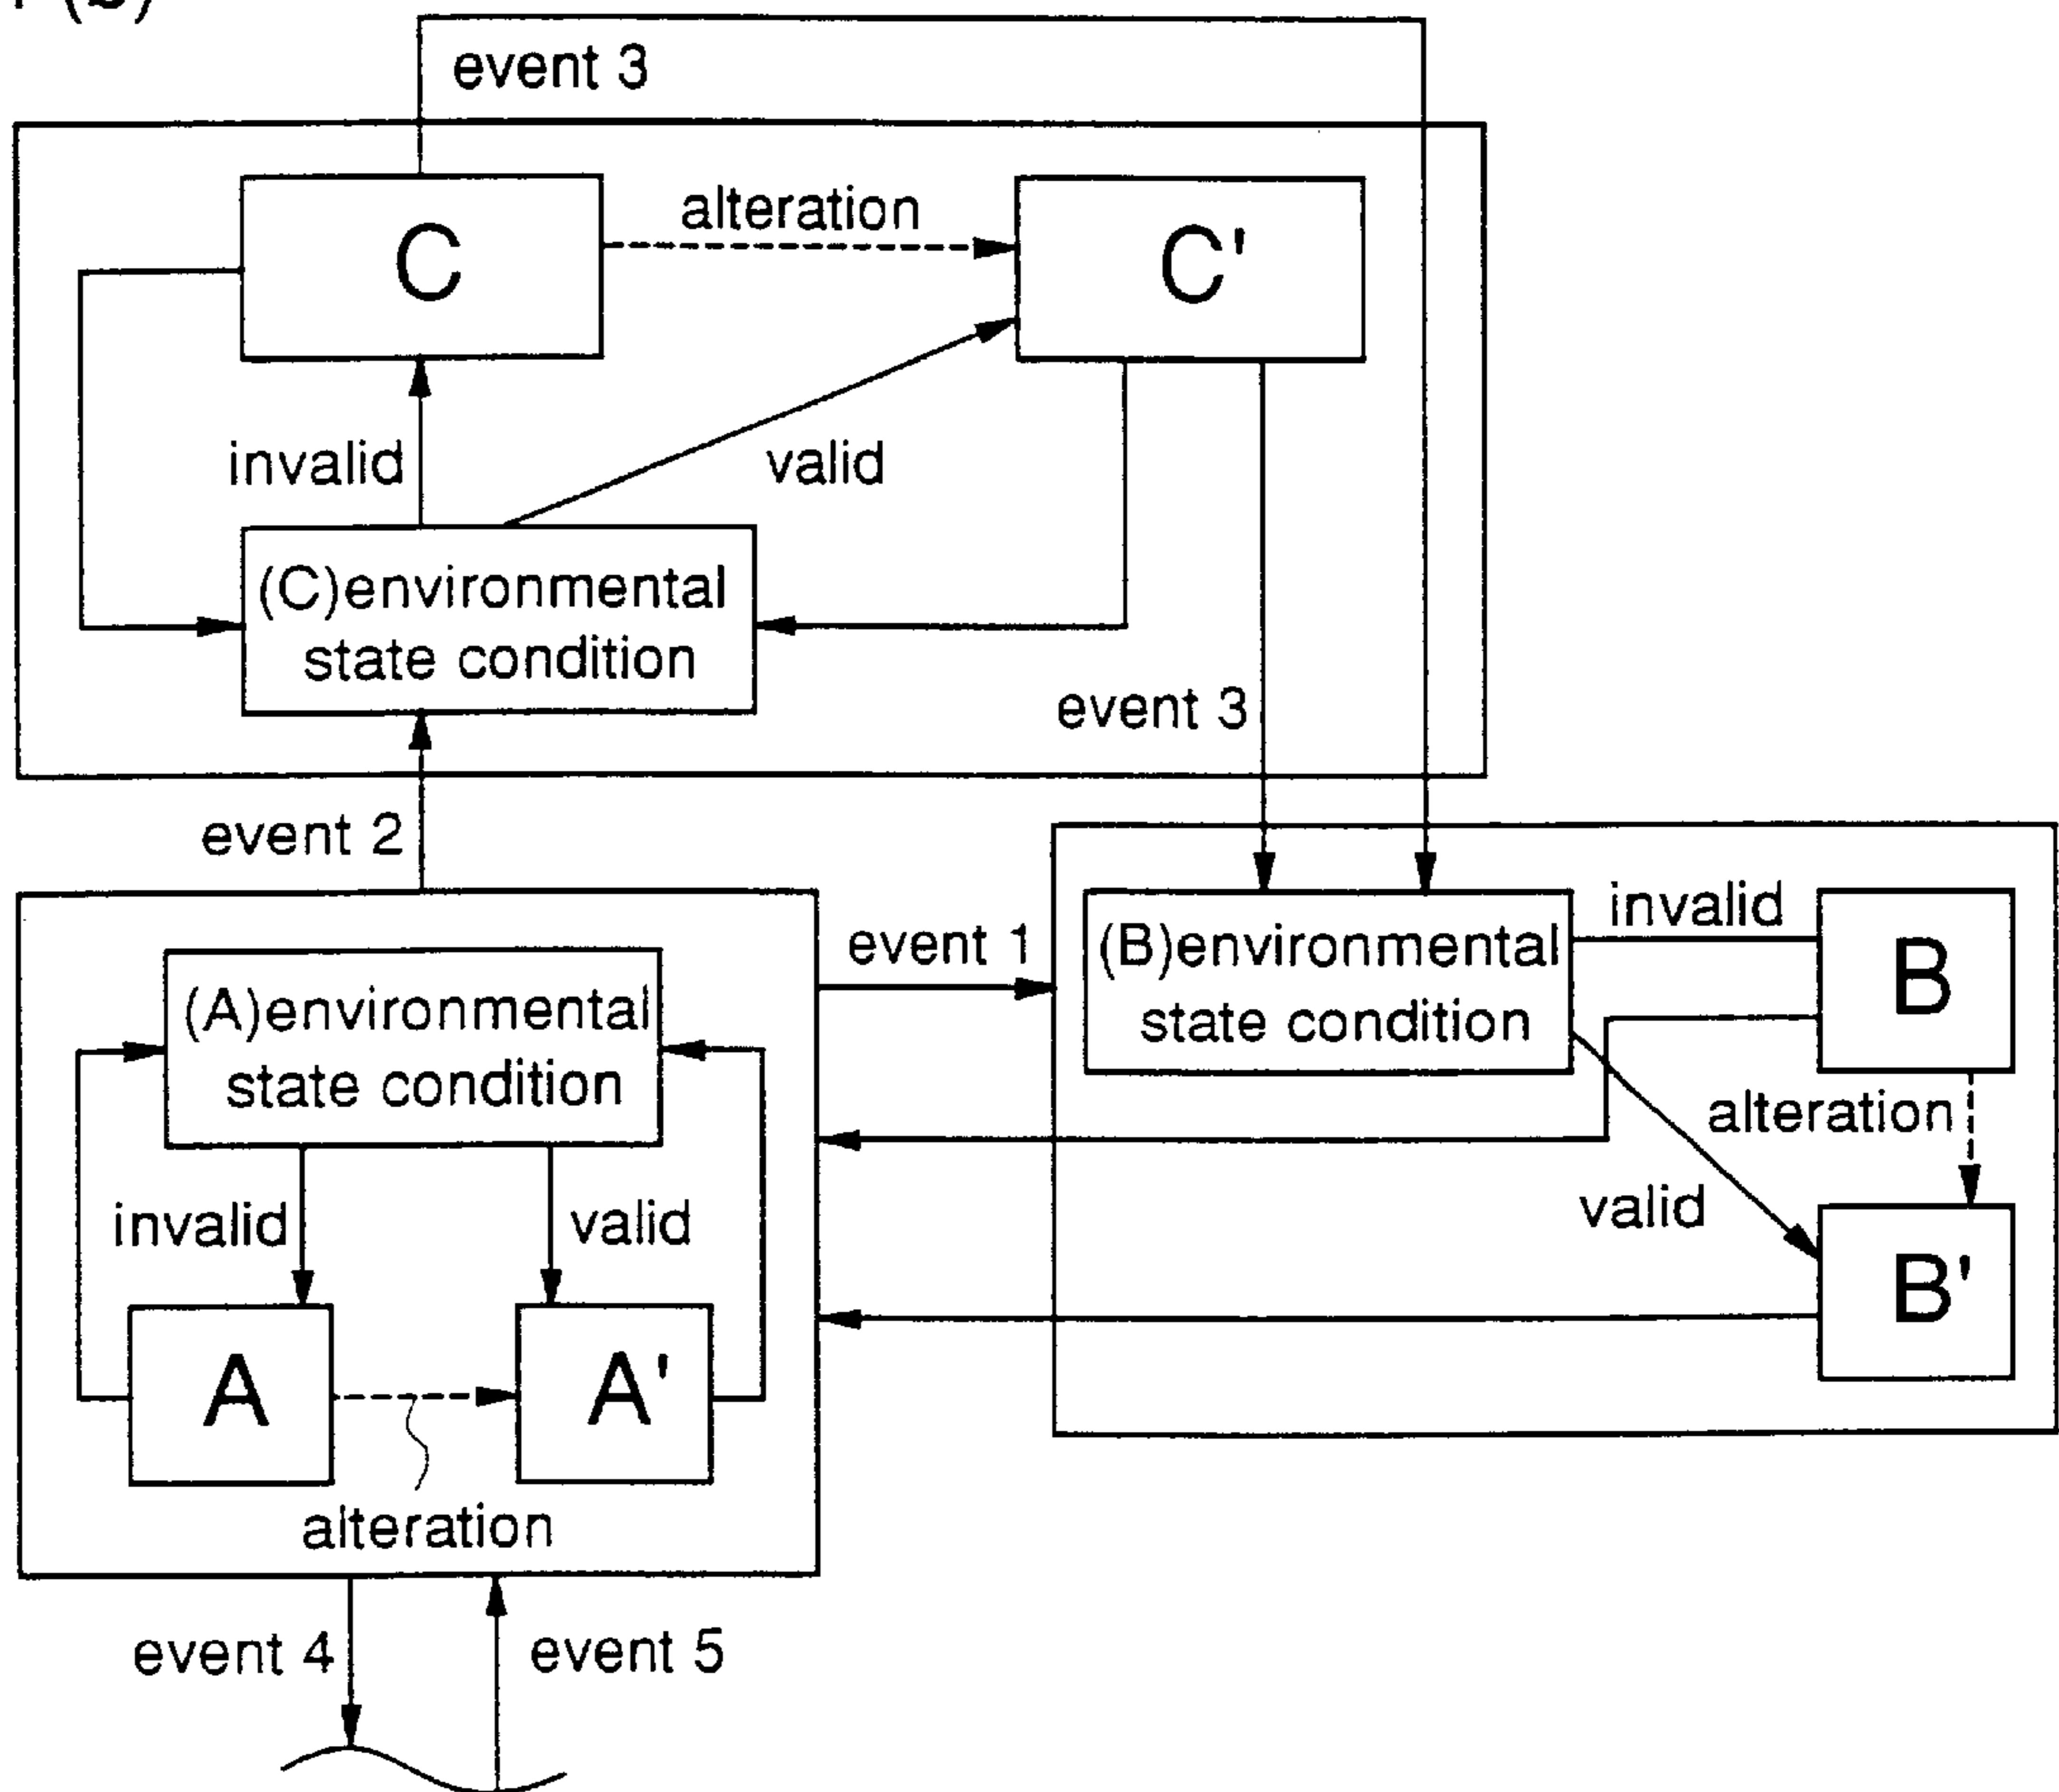 (b)
event 3
alteration
C
C'
invalid
valid
(C)environmental
state condition
event 3
event 2
event 1
(B)environmental
state condition
invalid
B
alteration
valid
B'
(A)environmental
state condition
invalid
valid
A
A'
alteration
event 4
event 5